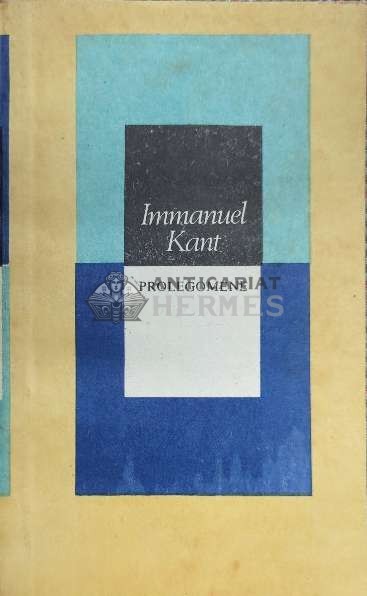 Immanuel
Kant
PROLEGOMENE
ANTICARIAT
HERMES